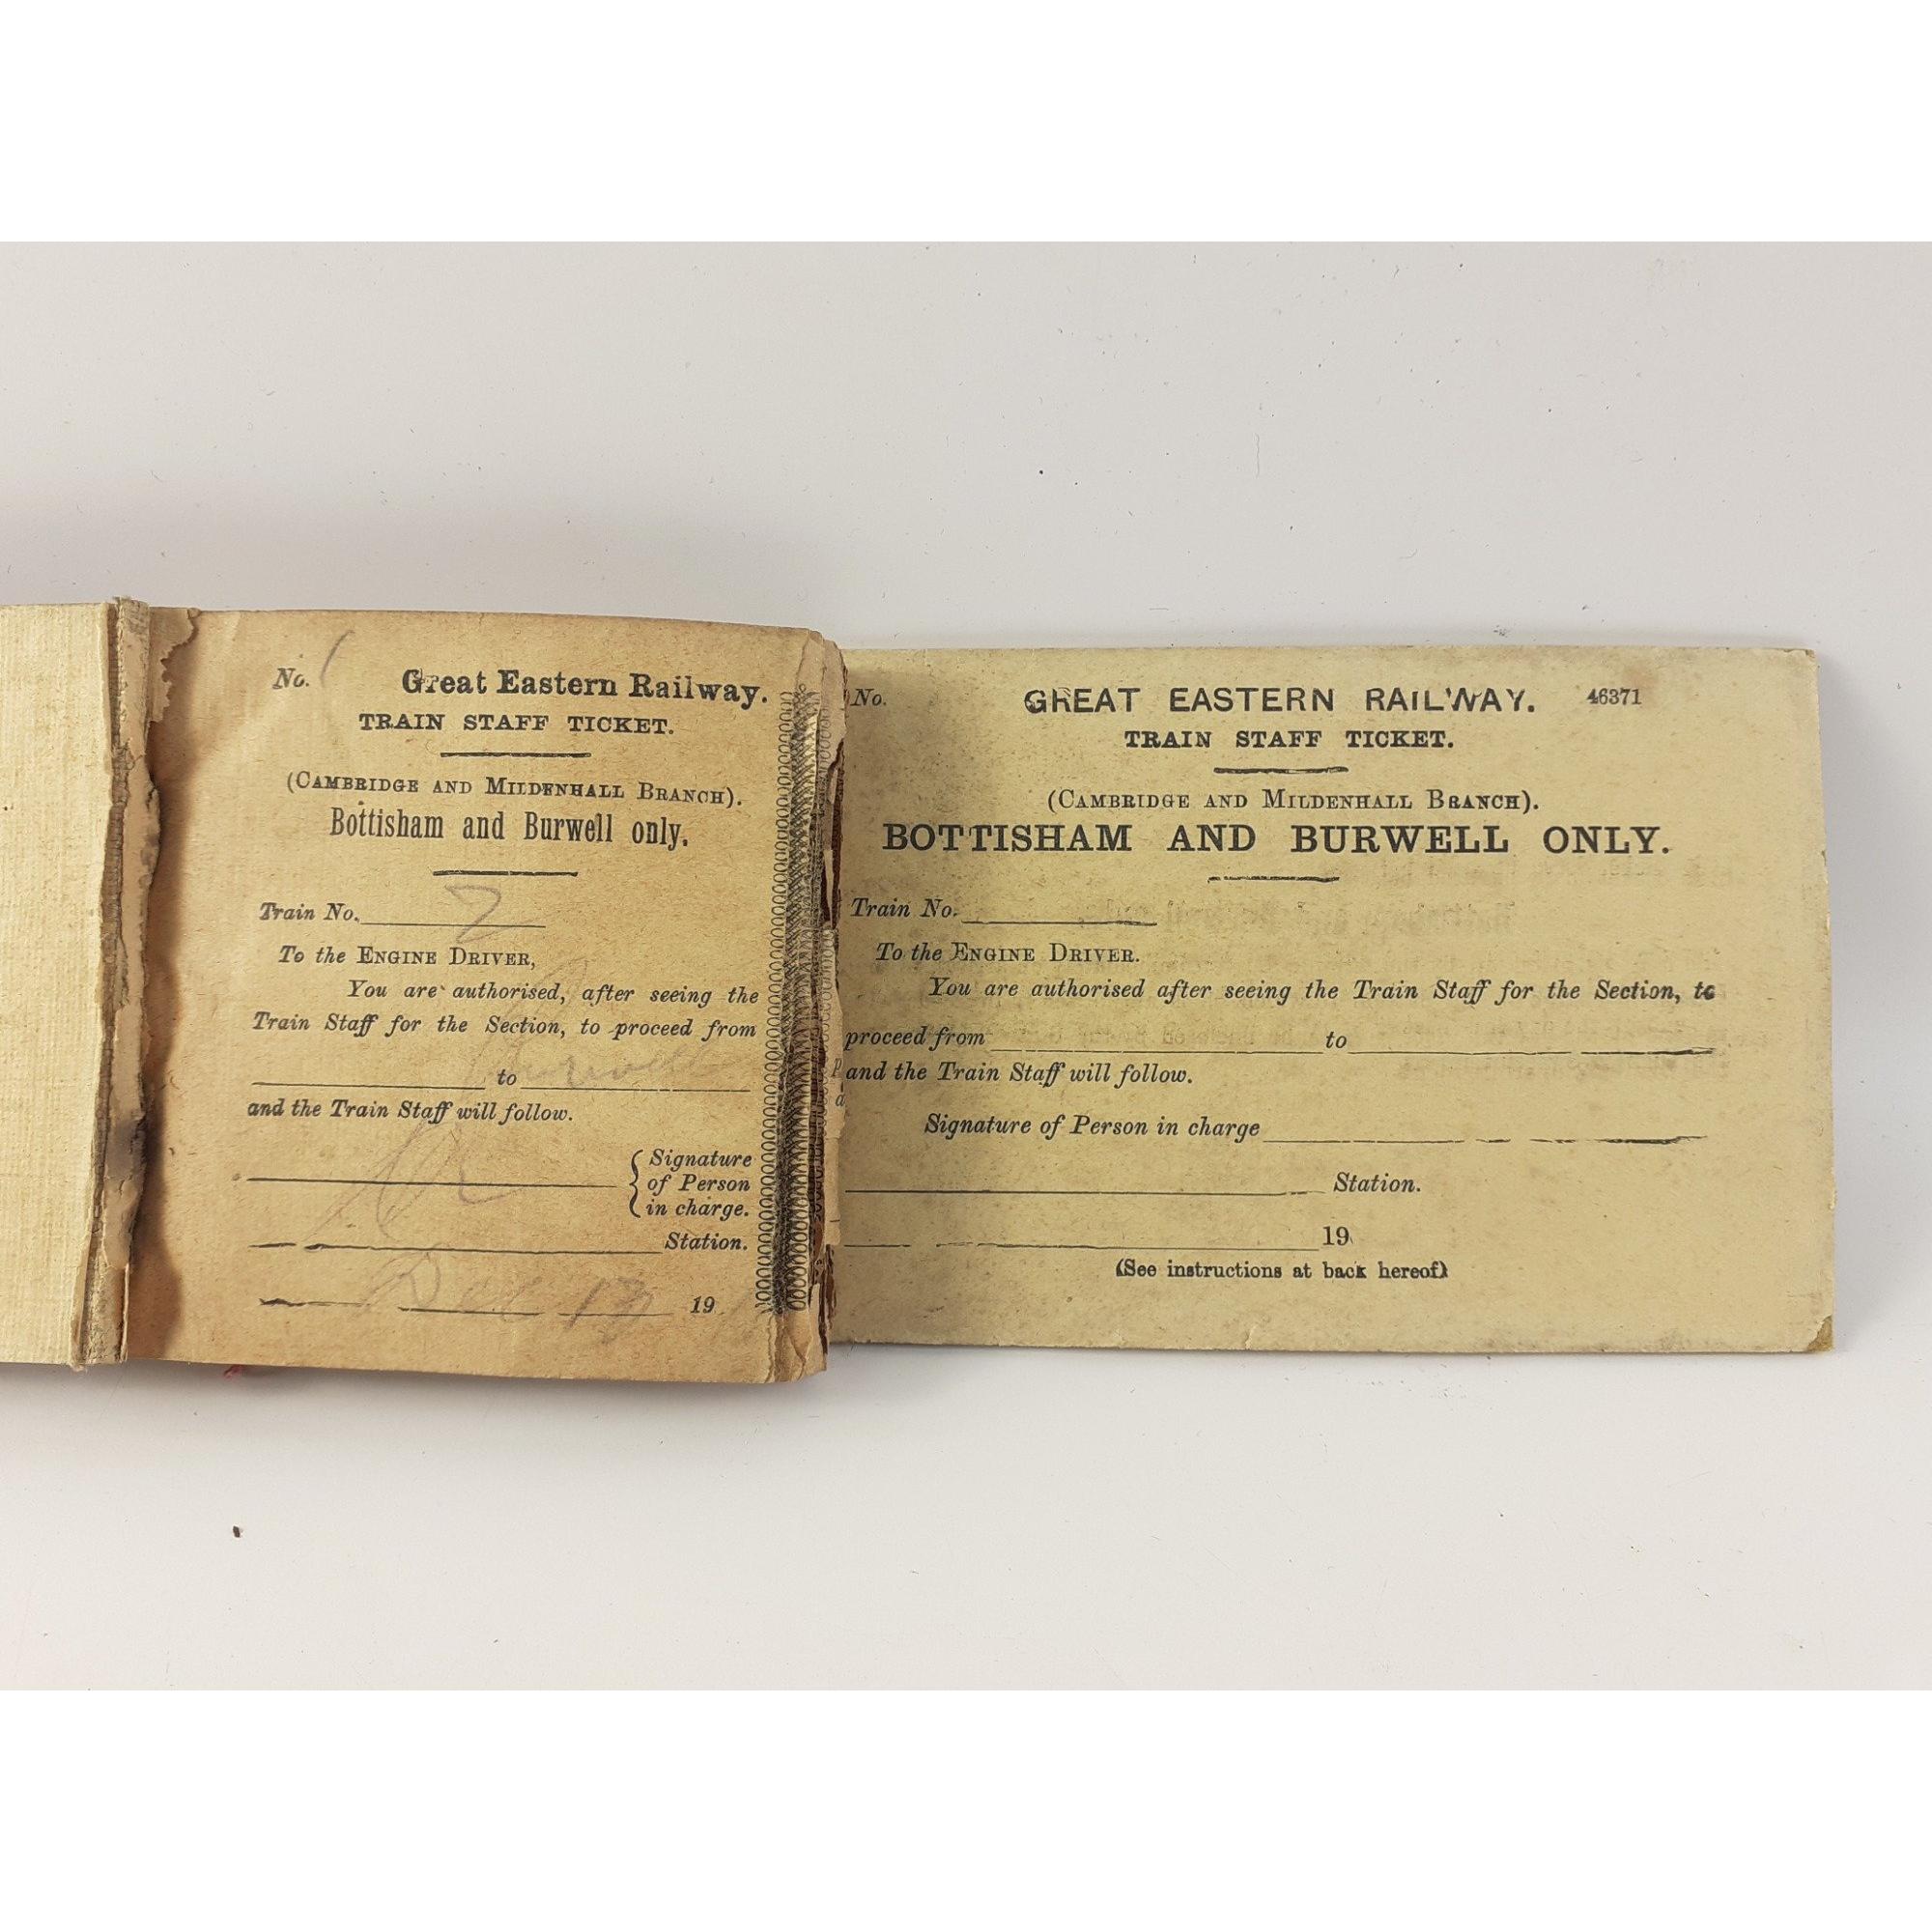 No. 1 Great Eastern Railway.
TRAIN STAFF TICKET.
(CAMBRIDGE AND MILDENHALL BRANCH).
Bottisham and Burwell only.
Train No. 7
To the ENGINE DRIVER,
You are authorised, after seeing the
Train Staff for the Section, to proceed from
to Burwell
and the Train Staff will follow.
Signature
of Person
in charge.
Station.
Dec 13 19
No. GREAT EASTERN RAILWAY. 46371
TRAIN STAFF TICKET.
(CAMBRIDGE AND MILDENHALL BRANCH).
BOTTISHAM AND BURWELL ONLY.
Train No.
To the ENGINE DRIVER.
You are authorised after seeing the Train Staff for the Section, to
proceed from to
and the Train Staff will follow.
Signature of Person in charge
Station.
19
(See instructions at back hereof)